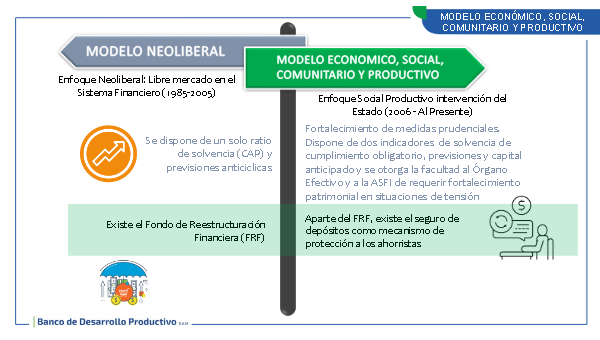 MODELO ECONÓMICO, SOCIAL,
COMUNITARIO Y PRODUCTIVO
MODELO NEOLIBERAL
MODELO ECONOMICO, SOCIAL,
COMUNITARIO Y PRODUCTIVO
Enfoque Neoliberal: Libre mercado en el
Sistema Financiero (1985-2005)
Enfoque Social Productivo intervención del
Estado (2006 - Al Presente)
Se dispone de un solo ratio
de solvencia (CAP) y
previsiones anticiclicas
Fortalecimiento de medidas prudenciales.
Dispone de dos indicadores de solvencia de
cumplimiento obligatorio, previsiones y capital
anticipado y se otorga la facultad al Órgano
Efectivo y a la ASFI de requerir fortalecimiento
patrimonial en situaciones de tensión
Existe el Fondo de Reestructuración
Financiera (FRF)
Aparte del FRF, existe el seguro de
depósitos como mecanismo de
protección a los ahorristas
Banco de Desarrollo Productivo S.A.M